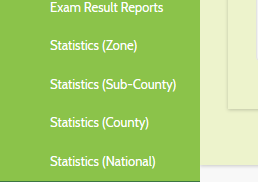 Exam Result Reports
Statistics (Zone)
Statistics (Sub-County)
Statistics (County)
Statistics (National)